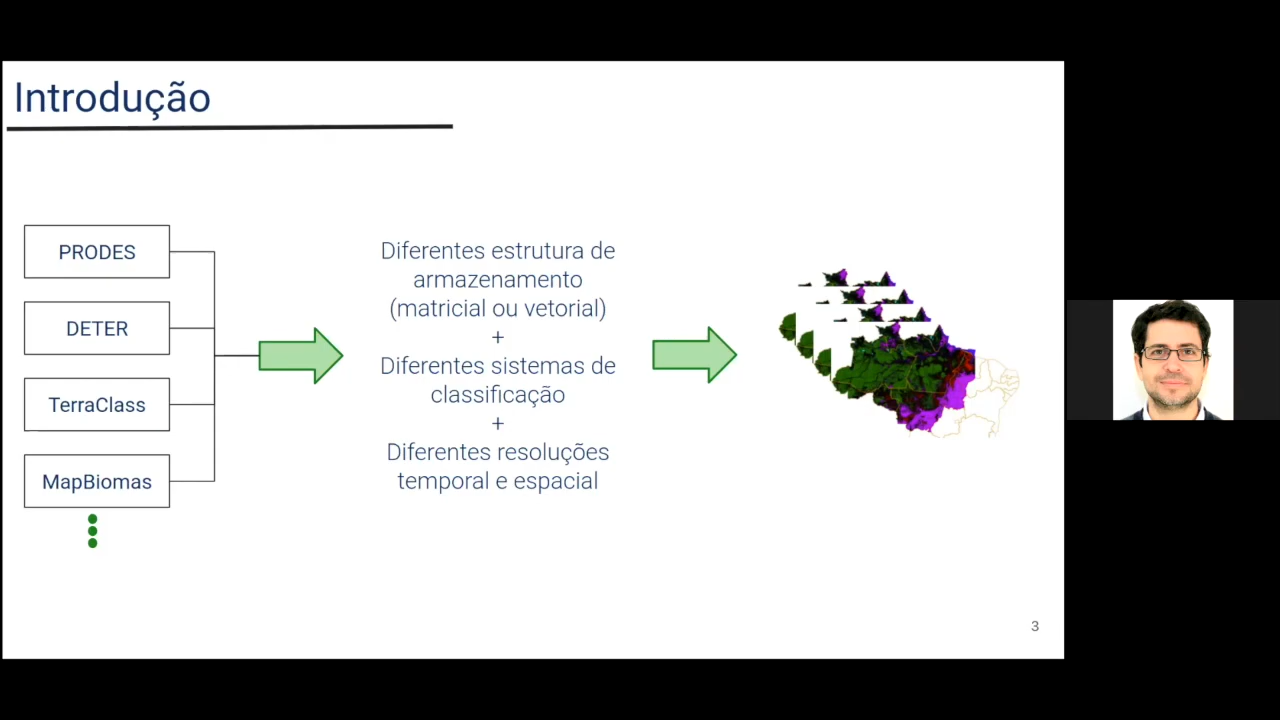 Introdução
PRODES
DETER
TerraClass
MapBiomas
Diferentes estrutura de
armazenamento
(matricial ou vetorial)
+
Diferentes sistemas de
classificação
+
Diferentes resoluções
temporal e espacial
3